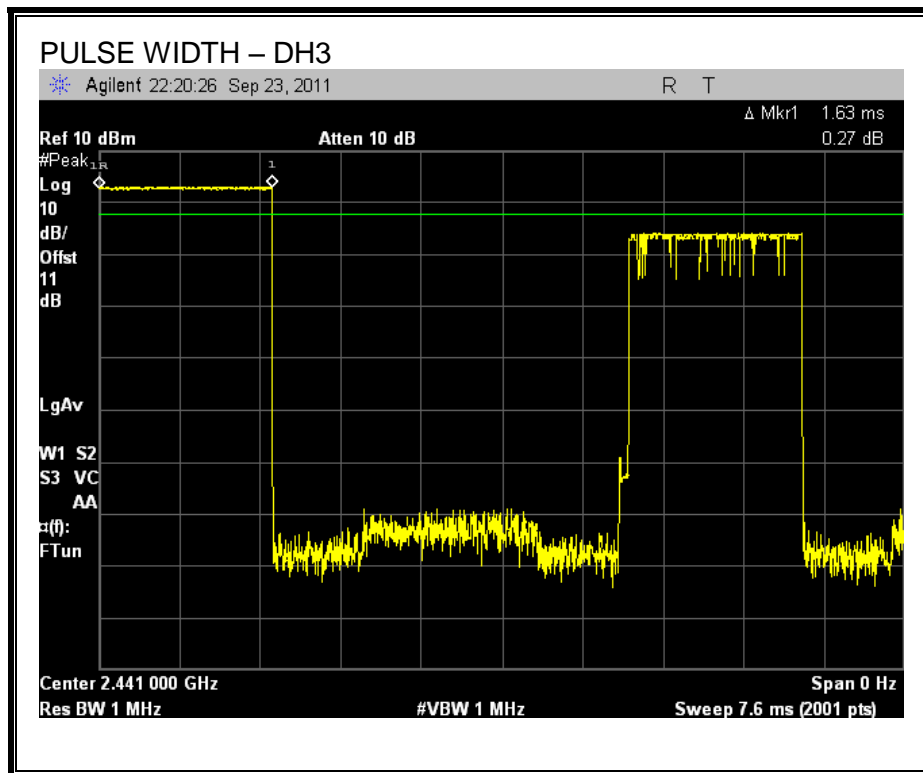 PULSE WIDTH – DH3
Agilent 22:20:26 Sep 23, 2011 R T
Δ Mkr1 1.63 ms
Ref 10 dBm Atten 10 dB 0.27 dB
#Peak
1R 1
Log
10
dB/
Offst
11
dB
LgAv
W1 S2
S3 VC
AA
¤(f):
FTun
Center 2.441 000 GHz Span 0 Hz
Res BW 1 MHz #VBW 1 MHz Sweep 7.6 ms (2001 pts)